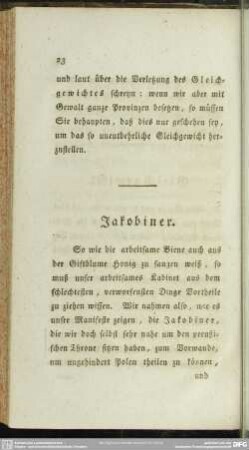 23
und laut über die Verletzung des Gleich-
gewichtes schreyn: wenn wir aber mit
Gewalt ganze Provinzen besetzen, so müssen
Sie behaupten, daß dies nur geschehen sey,
um das so unentbehrliche Gleichgewicht her-
zustellen.
Jakobiner.
So wie die arbeitsame Biene auch aus
der Giftblume Honig zu saugen weiß, so
muß unser arbeitsames Kabinet aus dem
schlechtesten, verworfensten Dinge Vortheile
zu ziehen wissen. Wir nahmen also, wie es
unser Manifeste zeigen, die Jakobiner,
die wir doch selbst sehr nahe um den preußi-
schen Throne sitzen haben, zum Vorwande,
um ungehindert Polen theilen zu können,
und